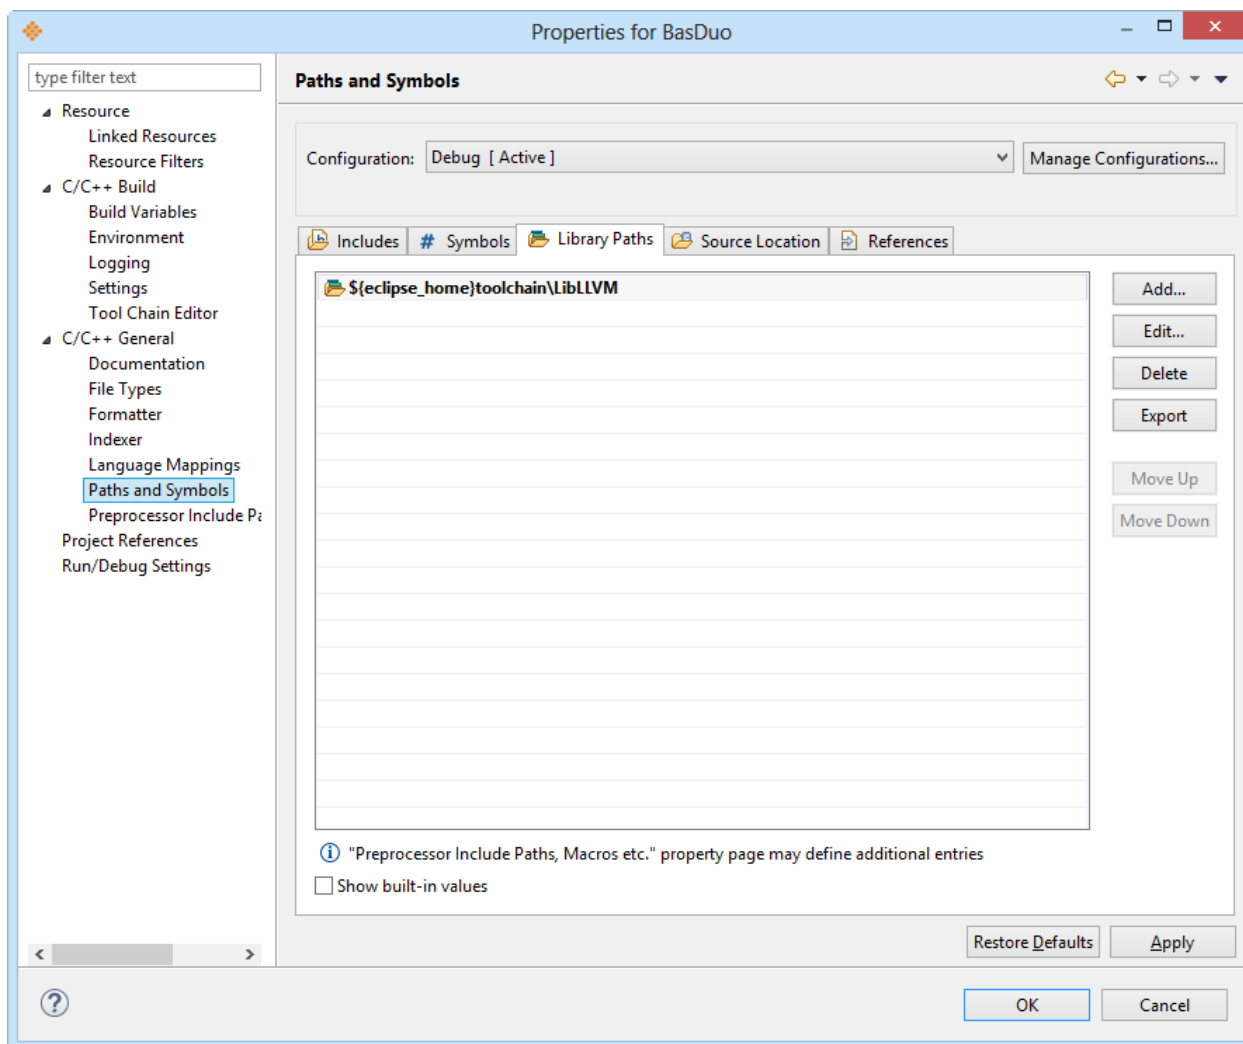 Properties for BasDuo
type filter text
Resource
Linked Resources
Resource Filters
C/C++ Build
Build Variables
Environment
Logging
Settings
Tool Chain Editor
C/C++ General
Documentation
File Types
Formatter
Indexer
Language Mappings
Paths and Symbols
Preprocessor Include Pa
Project References
Run/Debug Settings
Paths and Symbols
Configuration: Debug [ Active ] Manage Configurations...
Includes # Symbols Library Paths Source Location References
${eclipse_home}toolchain\LibLLVM
Add...
Edit...
Delete
Export
Move Up
Move Down
"Preprocessor Include Paths, Macros etc." property page may define additional entries
Show built-in values
Restore Defaults Apply
OK Cancel